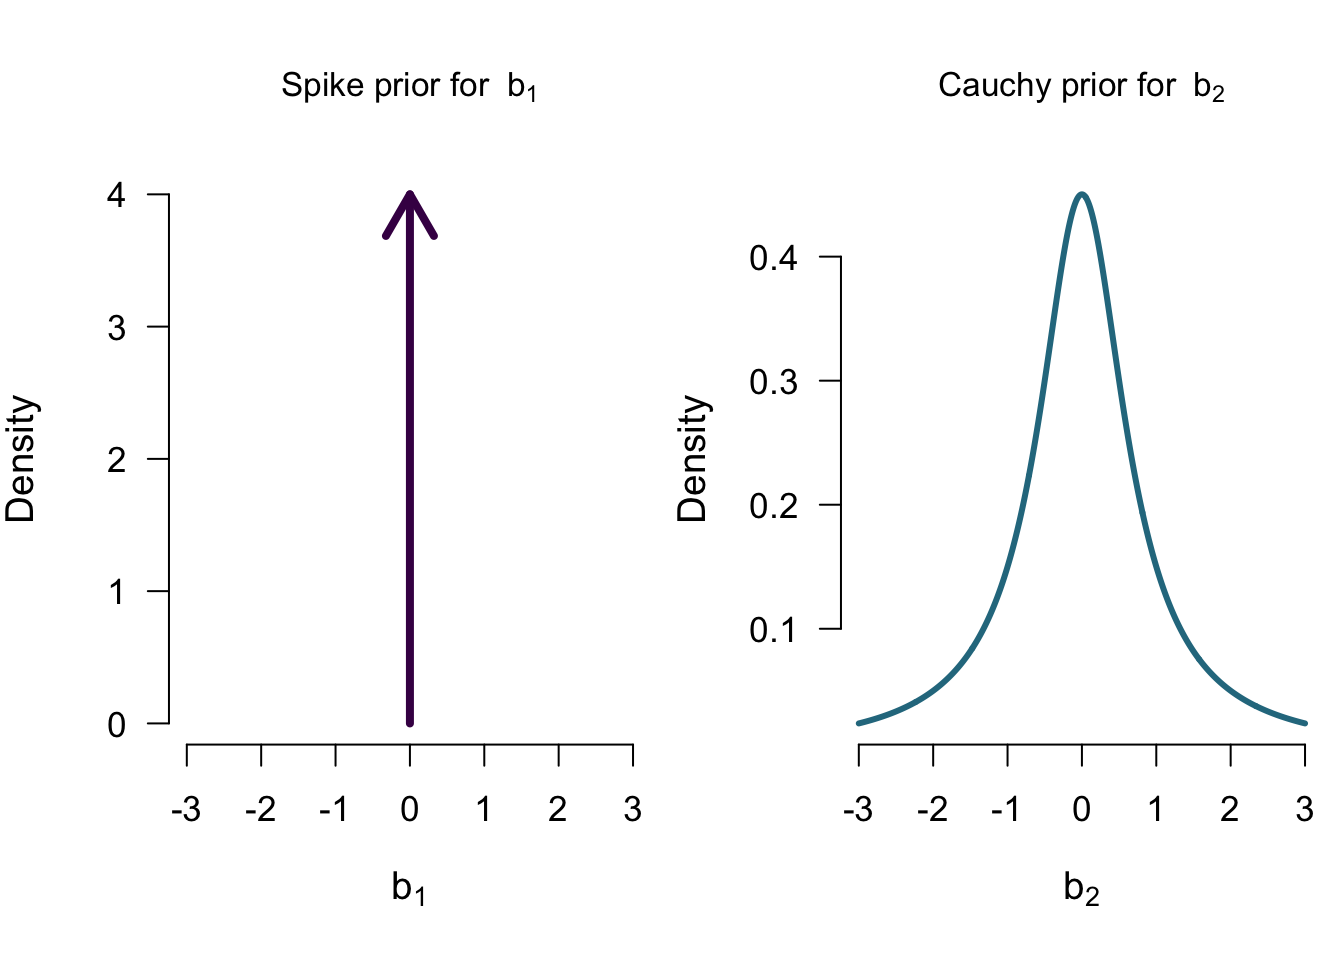 Spike prior for b₁
Density
4
3
2
1
0
-3 -2 -1 0 1 2 3
b₁
Cauchy prior for b₂
Density
0.4
0.3
0.2
0.1
-3 -2 -1 0 1 2 3
b₂